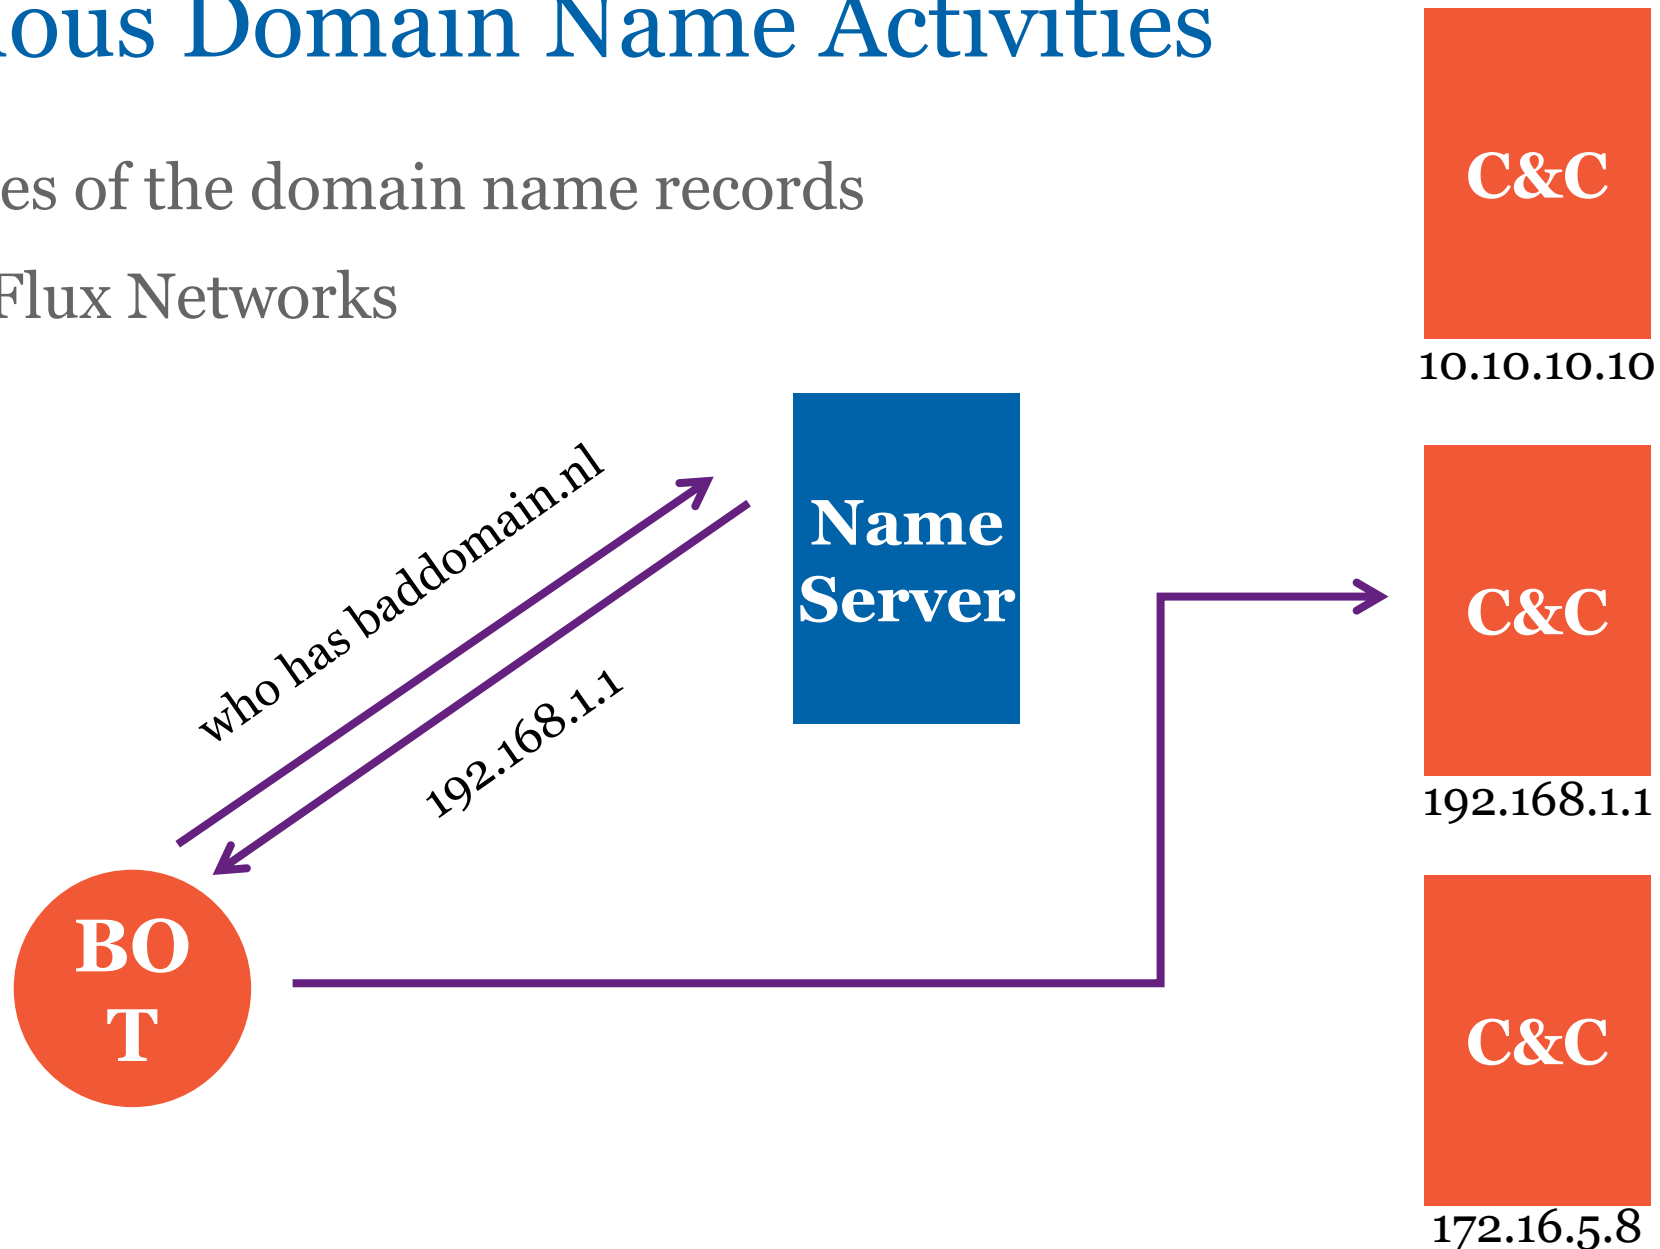 ious Domain Name Activities
es of the domain name records
Flux Networks
C&C
10.10.10.10
Name
Server
who has baddomain.nl
192.168.1.1
C&C
192.168.1.1
BO
T
C&C
172.16.5.8